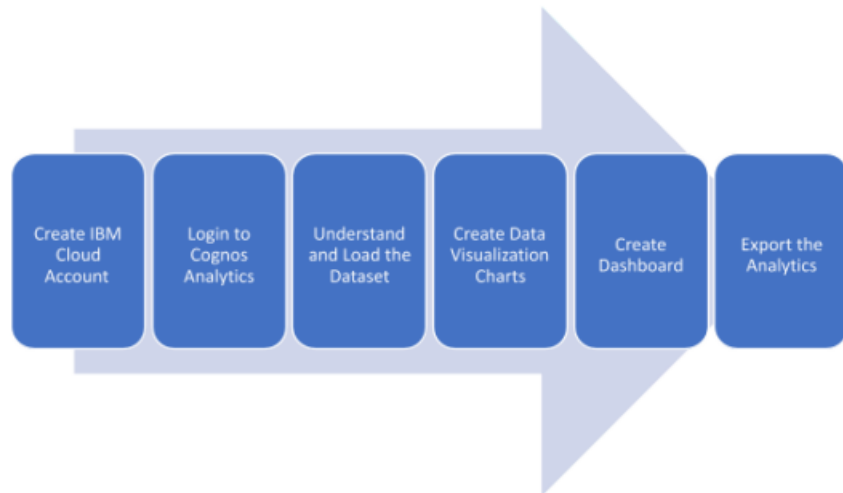 Create IBM
Cloud
Account
Login to
Cognos
Analytics
Understand
and Load the
Dataset
Create Data
Visualization
Charts
Create
Dashboard
Export the
Analytics